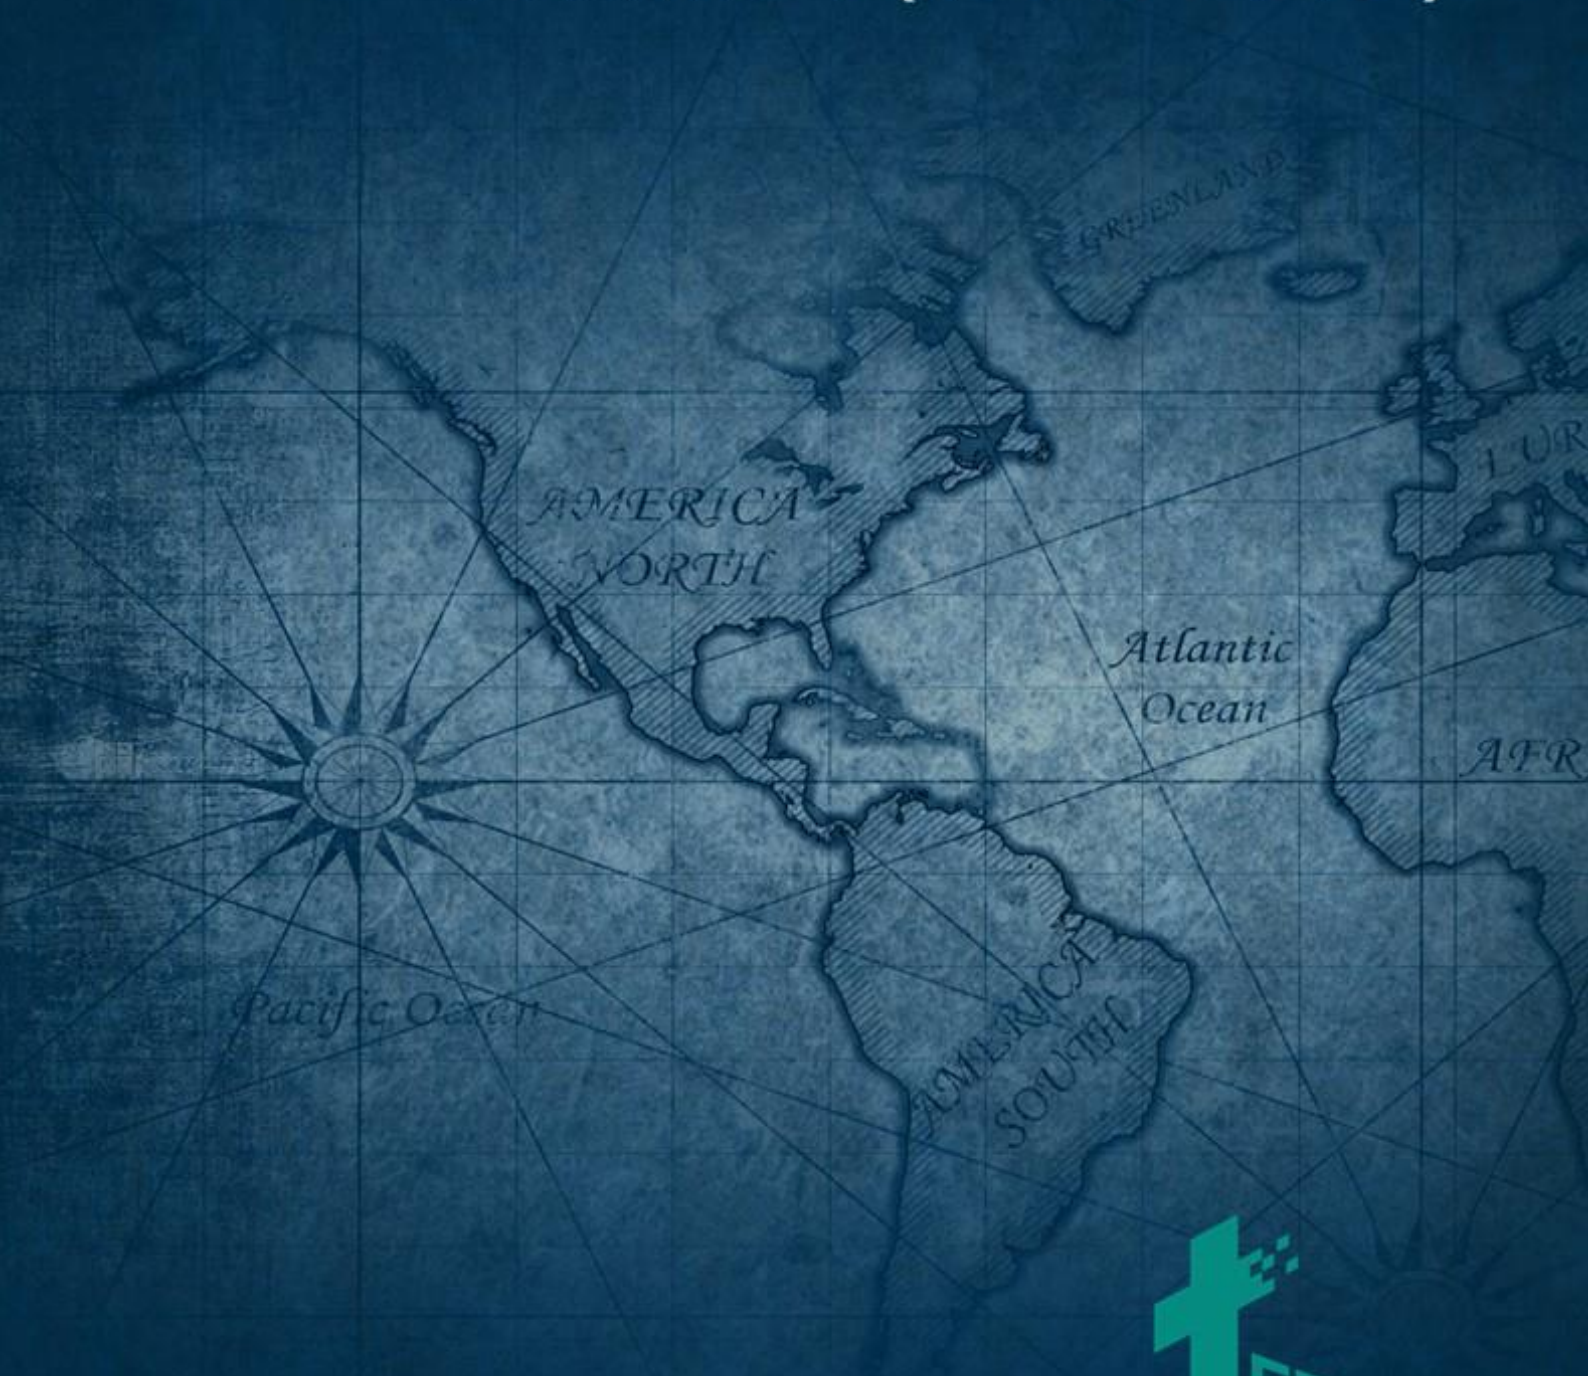 GREENLAND
AMERICA
NORTH
Atlantic
Ocean
AFR
Pacific Ocean
AMERICA
SOUTH